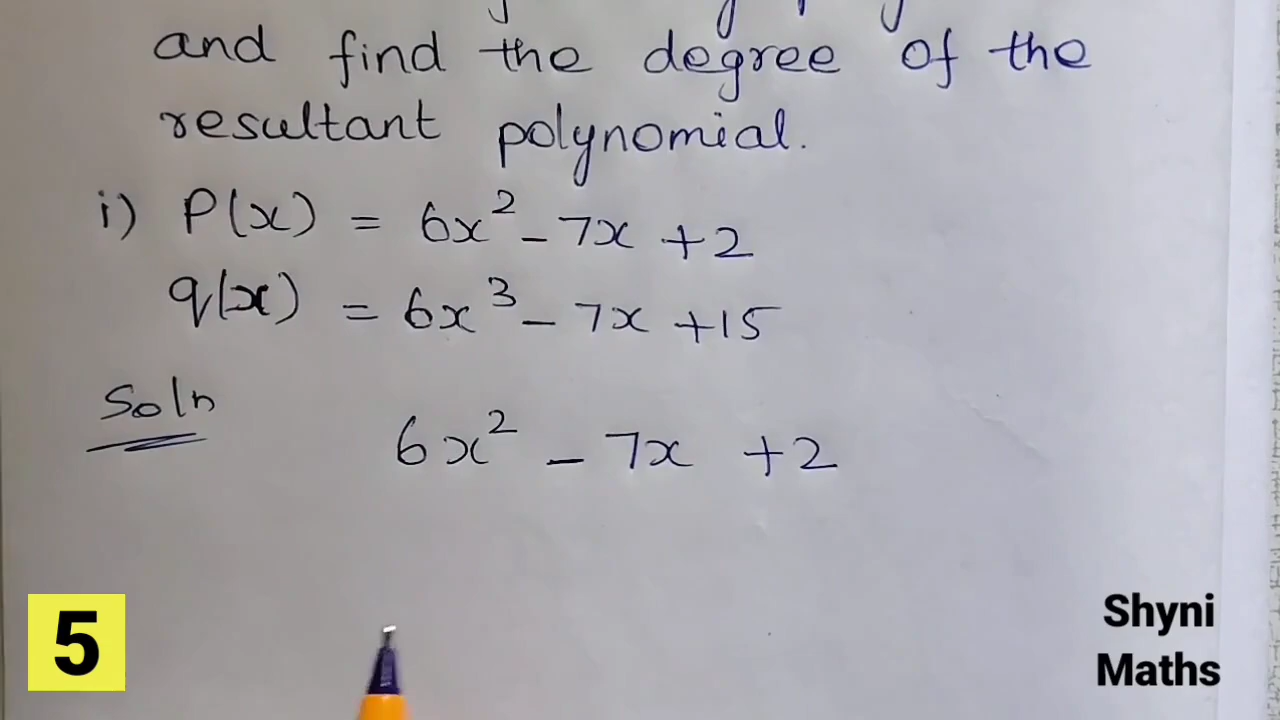 and find the degree of the
resultant polynomial.
i) P(x) = 6x² - 7x + 2
q(x) = 6x³ - 7x + 15
Soln
6x² - 7x + 2
5
Shyni
Maths